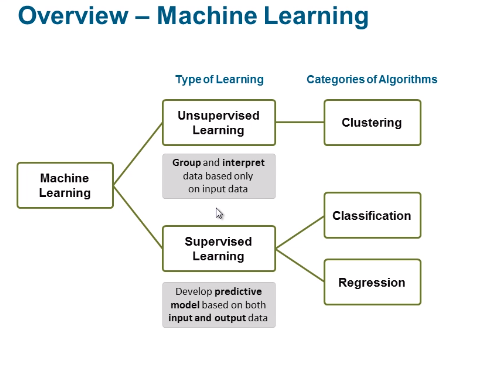 Overview – Machine Learning
Type of Learning
Categories of Algorithms
Machine
Learning
Unsupervised
Learning
Group and interpret
data based only
on input data
Clustering
Supervised
Learning
Develop predictive
model based on both
input and output data
Classification
Regression